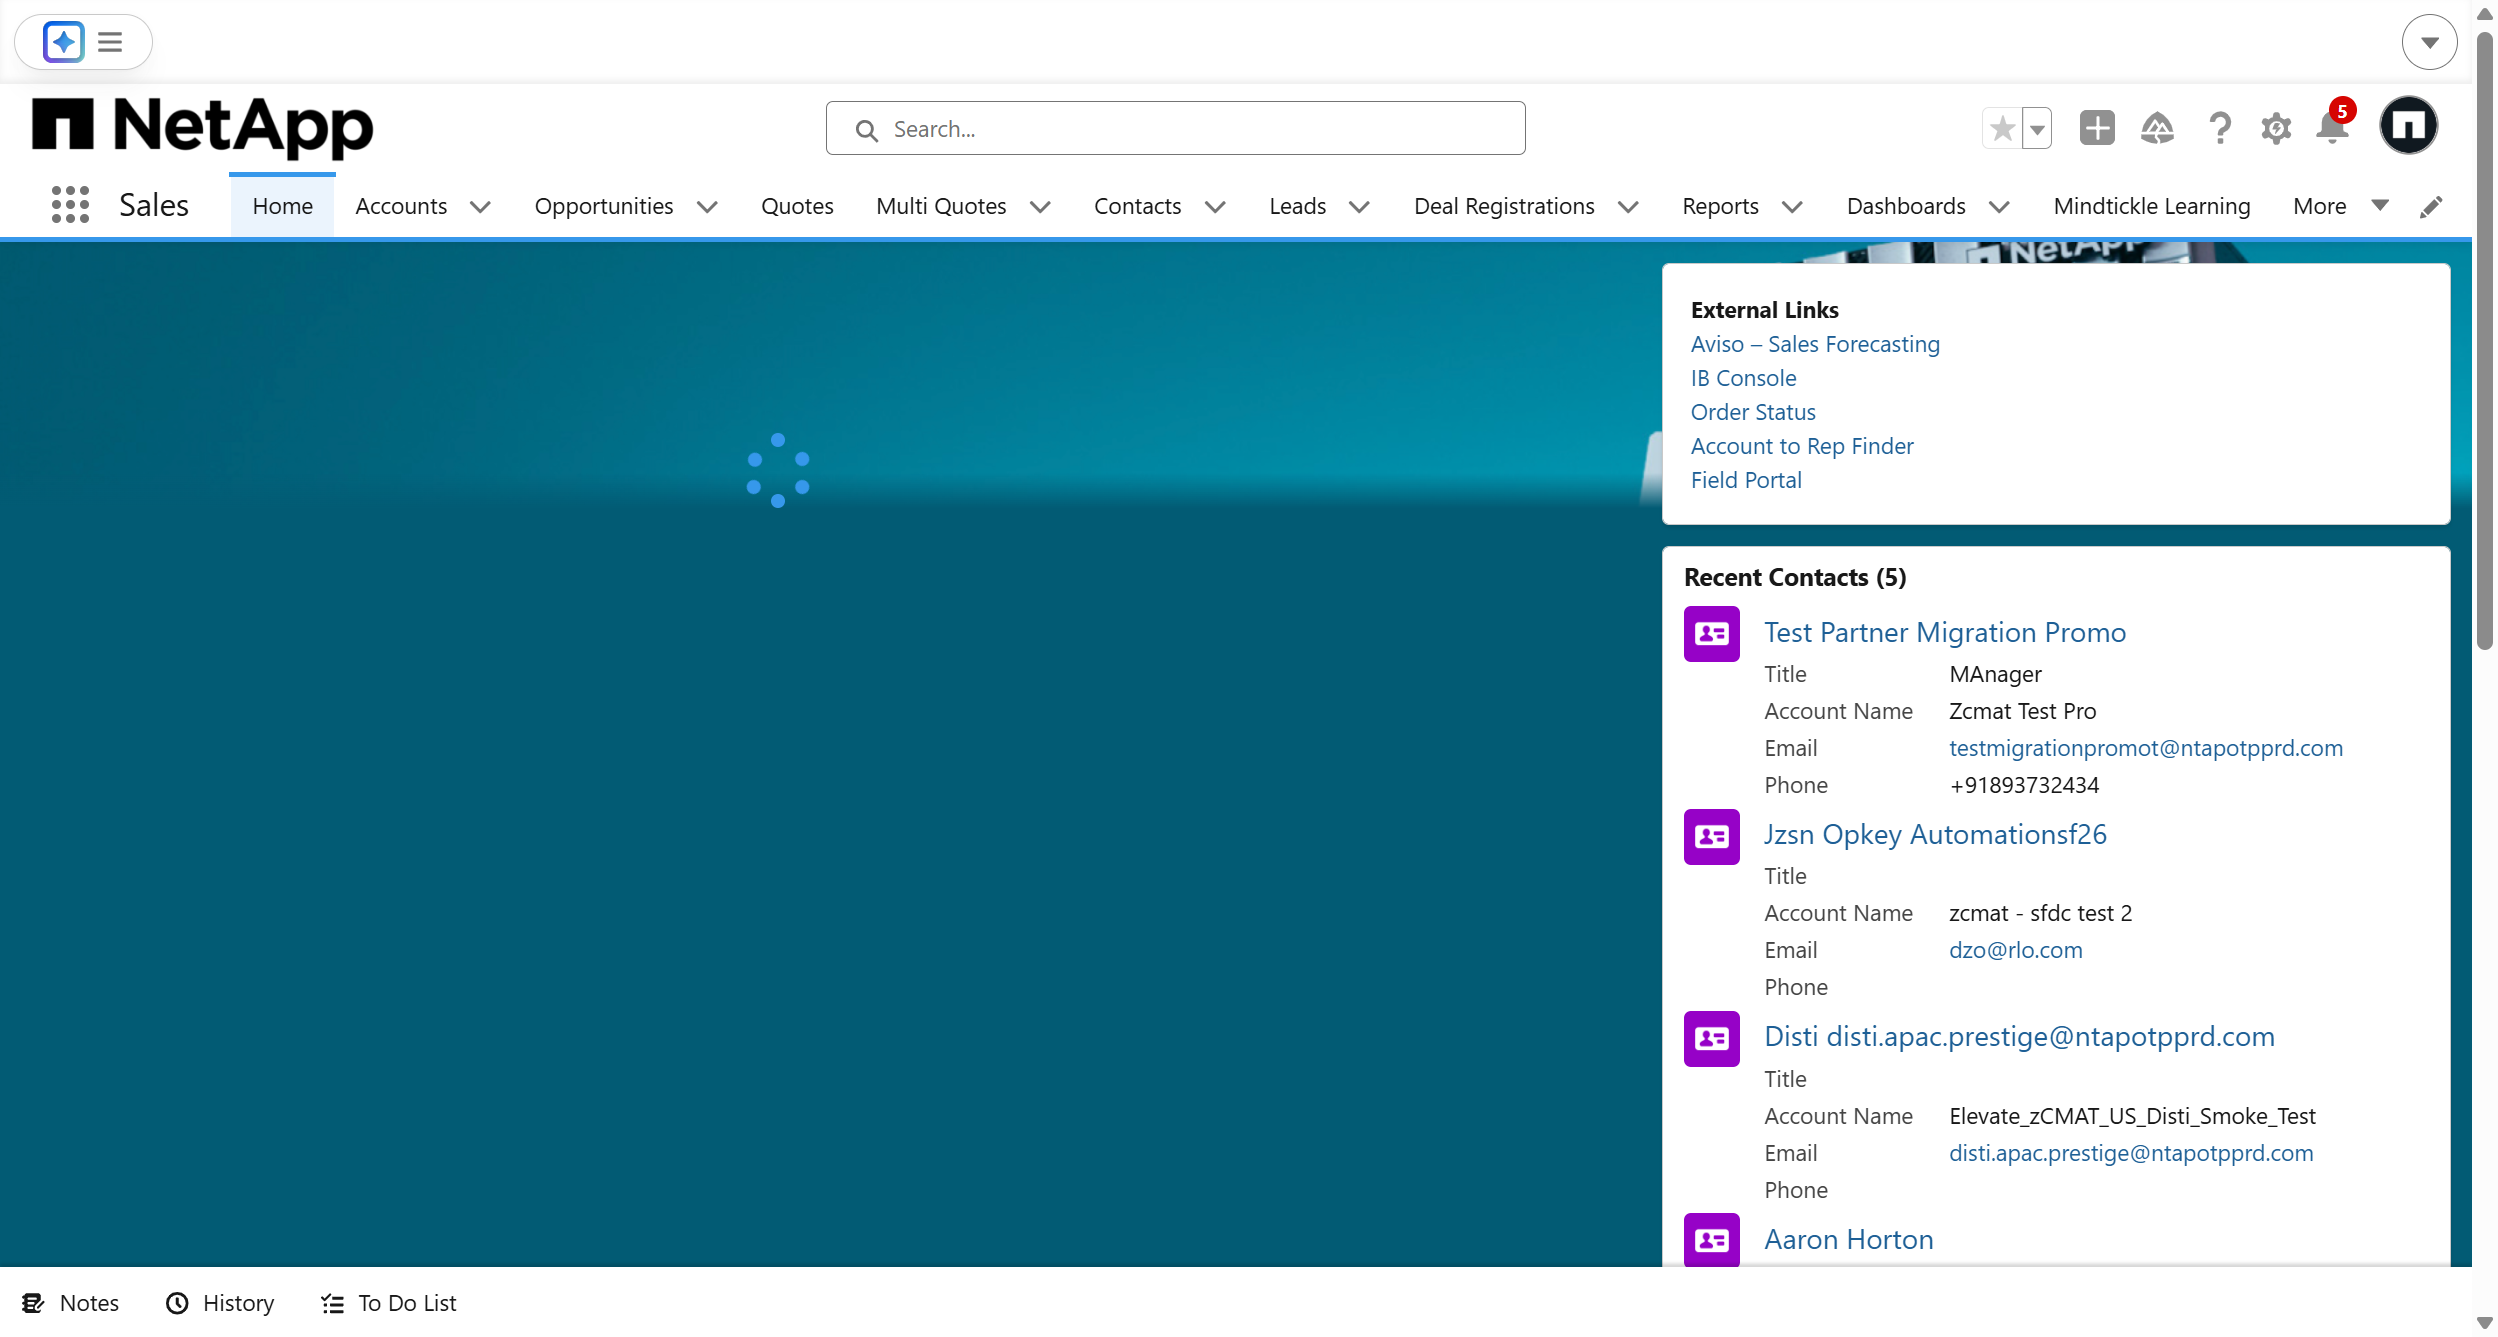 NetApp
Search...
5
Sales
Home
Accounts
Opportunities
Quotes
Multi Quotes
Contacts
Leads
Deal Registrations
Reports
Dashboards
Mindtickle Learning
More
NetApp
External Links
Aviso – Sales Forecasting
IB Console
Order Status
Account to Rep Finder
Field Portal
Recent Contacts (5)
Test Partner Migration Promo
Title MAnager
Account Name Zcmat Test Pro
Email testmigrationpromot@ntapotpprd.com
Phone +91893732434
Jzsn Opkey Automationsf26
Title
Account Name zcmat - sfdc test 2
Email dzo@rlo.com
Phone
Disti disti.apac.prestige@ntapotpprd.com
Title
Account Name Elevate_zCMAT_US_Disti_Smoke_Test
Email disti.apac.prestige@ntapotpprd.com
Phone
Aaron Horton
Notes
History
To Do List